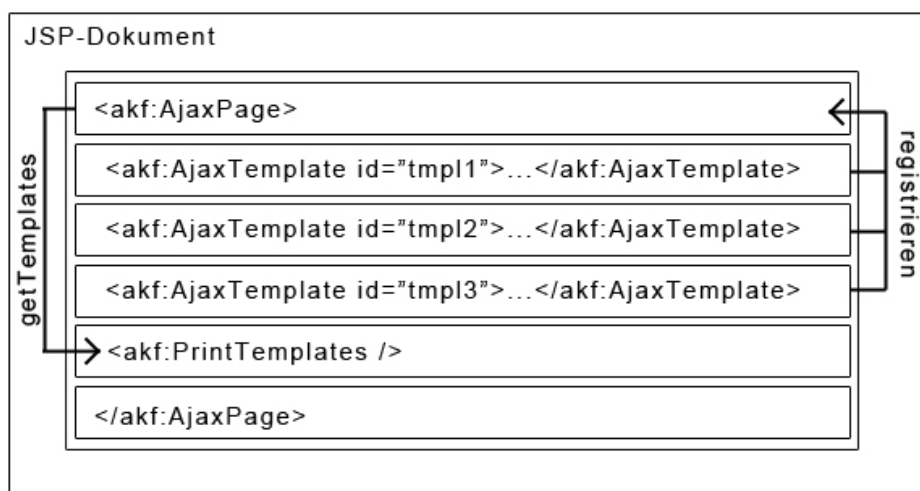 JSP-Dokument
<akf:AjaxPage>
<akf:AjaxTemplate id=”tmpl1”>...</akf:AjaxTemplate>
<akf:AjaxTemplate id=”tmpl2”>...</akf:AjaxTemplate>
<akf:AjaxTemplate id=”tmpl3”>...</akf:AjaxTemplate>
<akf:PrintTemplates />
</akf:AjaxPage>
getTemplates
registrieren